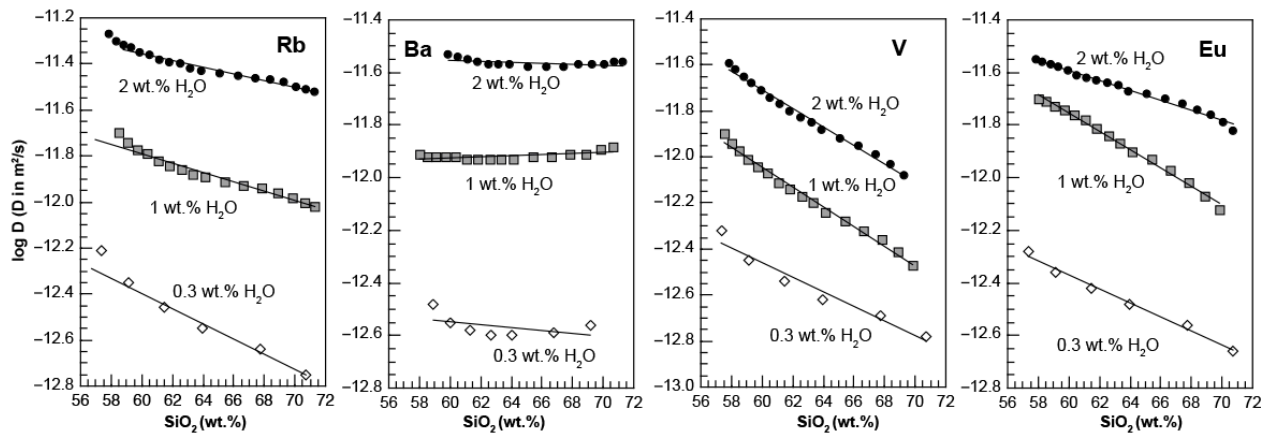 log D (D in m²/s)
−11.2
−11.4
−11.6
−11.8
−12.0
−12.2
−12.4
−12.6
−12.8
Rb
2 wt.% H₂O
1 wt.% H₂O
0.3 wt.% H₂O
56 58 60 62 64 66 68 70 72
SiO₂ (wt.%)
−11.4
−11.6
−11.8
−12.0
−12.2
−12.4
−12.6
−12.8
Ba
2 wt.% H₂O
1 wt.% H₂O
0.3 wt.% H₂O
56 58 60 62 64 66 68 70 72
SiO₂ (wt.%)
−11.4
−11.6
−11.8
−12.0
−12.2
−12.4
−12.6
−12.8
−13.0
V
2 wt.% H₂O
1 wt.% H₂O
0.3 wt.% H₂O
56 58 60 62 64 66 68 70 72
SiO₂ (wt.%)
−11.4
−11.6
−11.8
−12.0
−12.2
−12.4
−12.6
−12.8
Eu
2 wt.% H₂O
1 wt.% H₂O
0.3 wt.% H₂O
56 58 60 62 64 66 68 70 72
SiO₂ (wt.%)